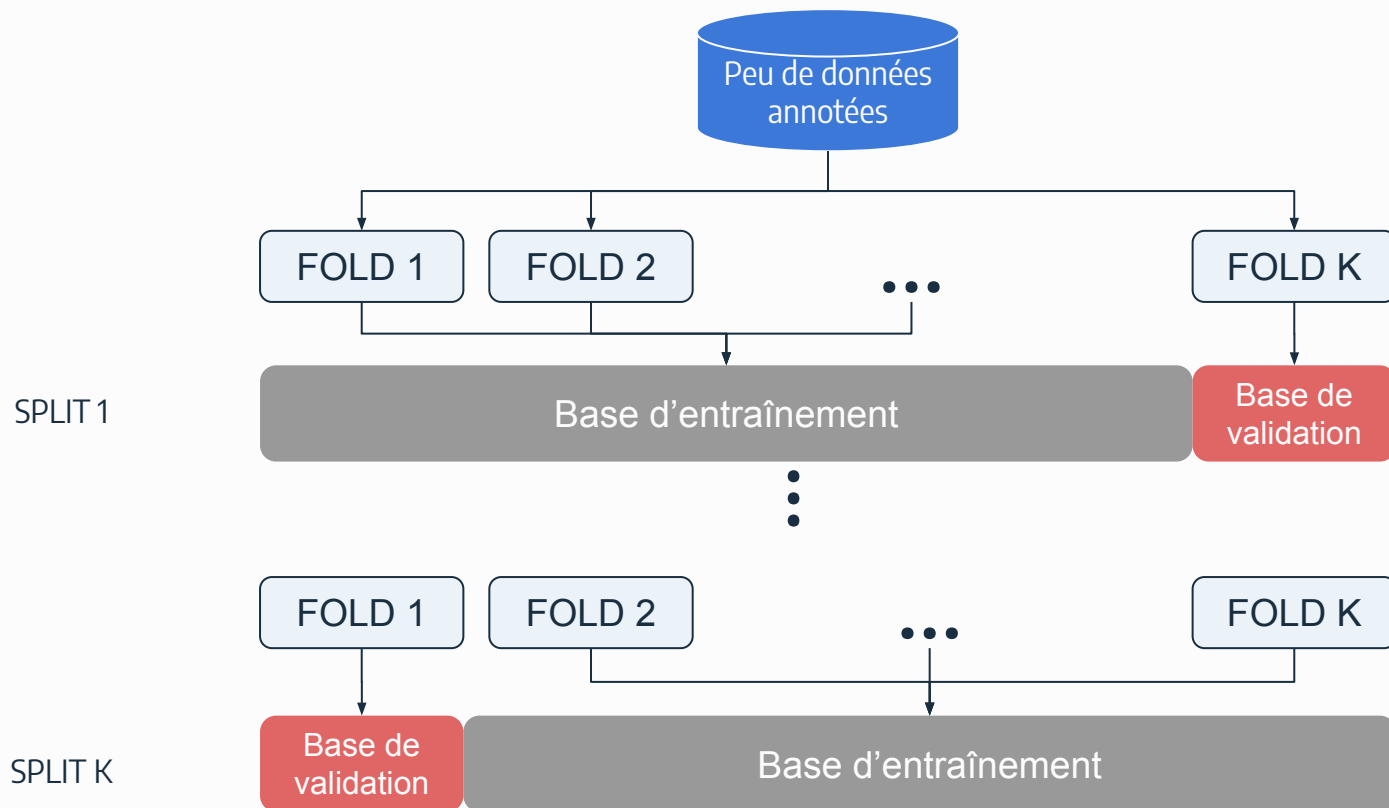 Peu de données
annotées
FOLD 1
FOLD 2
...
FOLD K
SPLIT 1
Base d’entraînement
Base de
validation
FOLD 1
FOLD 2
...
FOLD K
SPLIT K
Base de
validation
Base d’entraînement